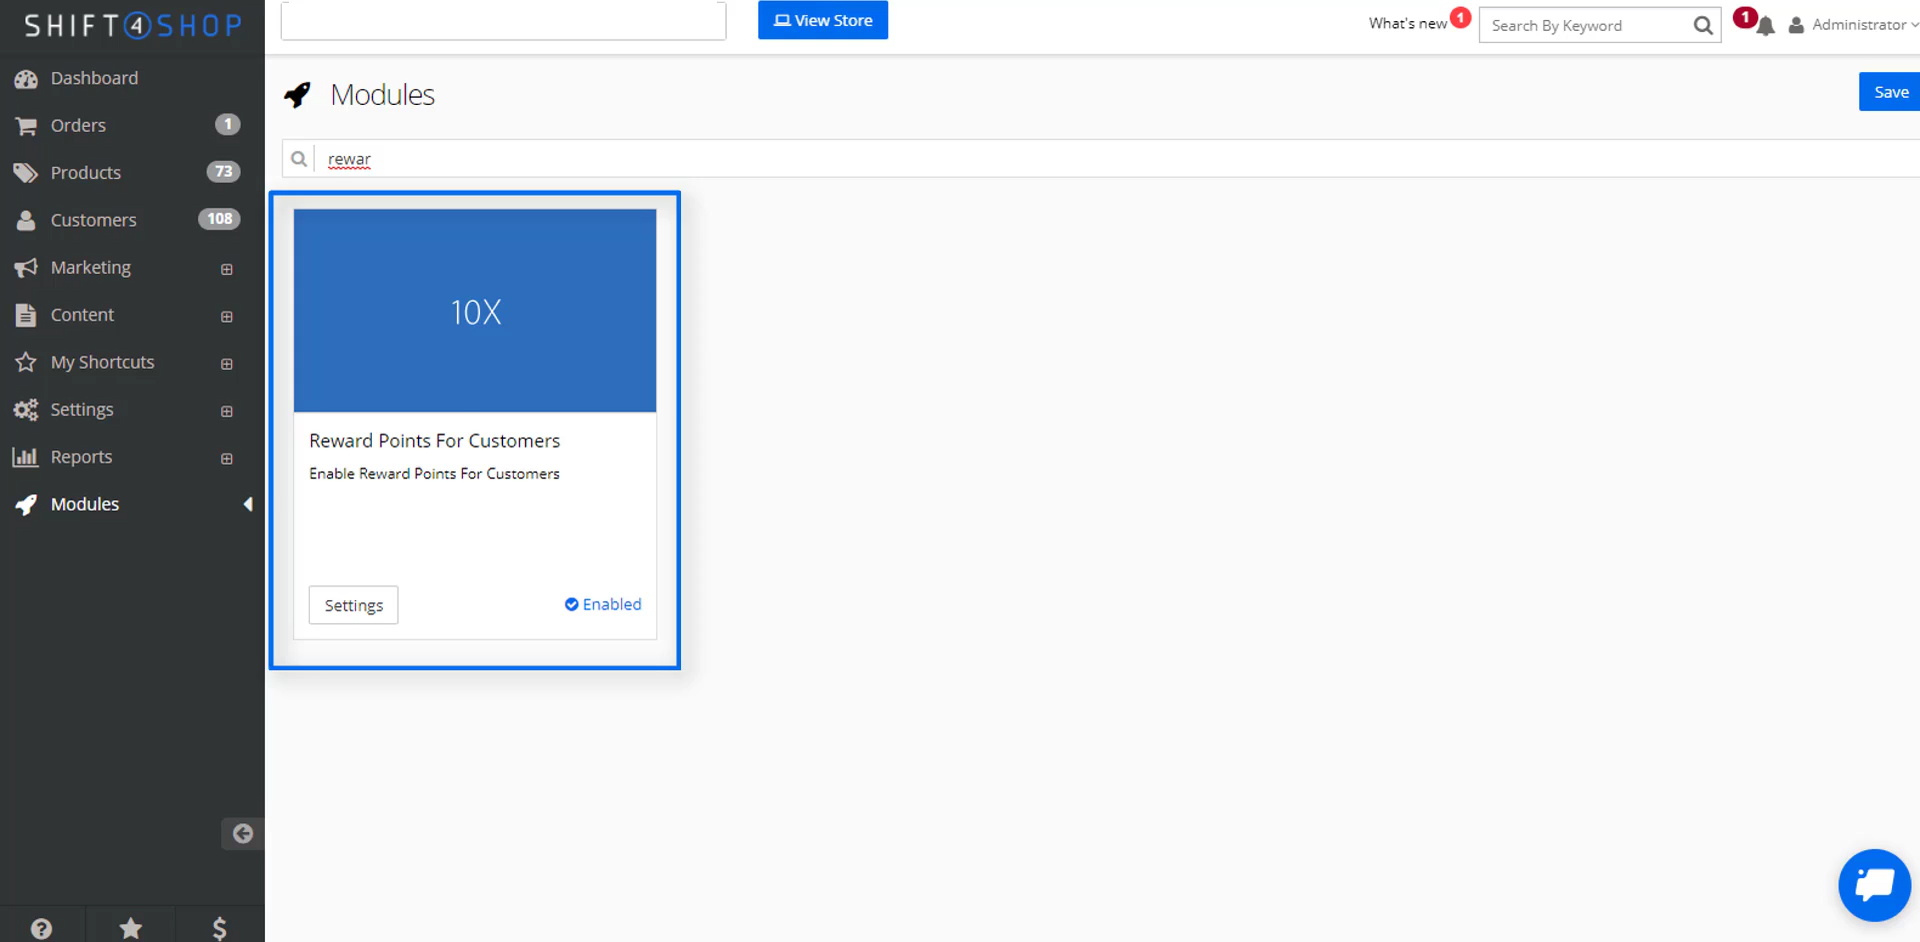 SHIFT4SHOP
View Store
What's new 1
Search By Keyword
1
Administrator
Dashboard
Orders 1
Products 73
Customers 108
Marketing
Content
My Shortcuts
Settings
Reports
Modules
Modules
Save
rewar
10X
Reward Points For Customers
Enable Reward Points For Customers
Settings
Enabled